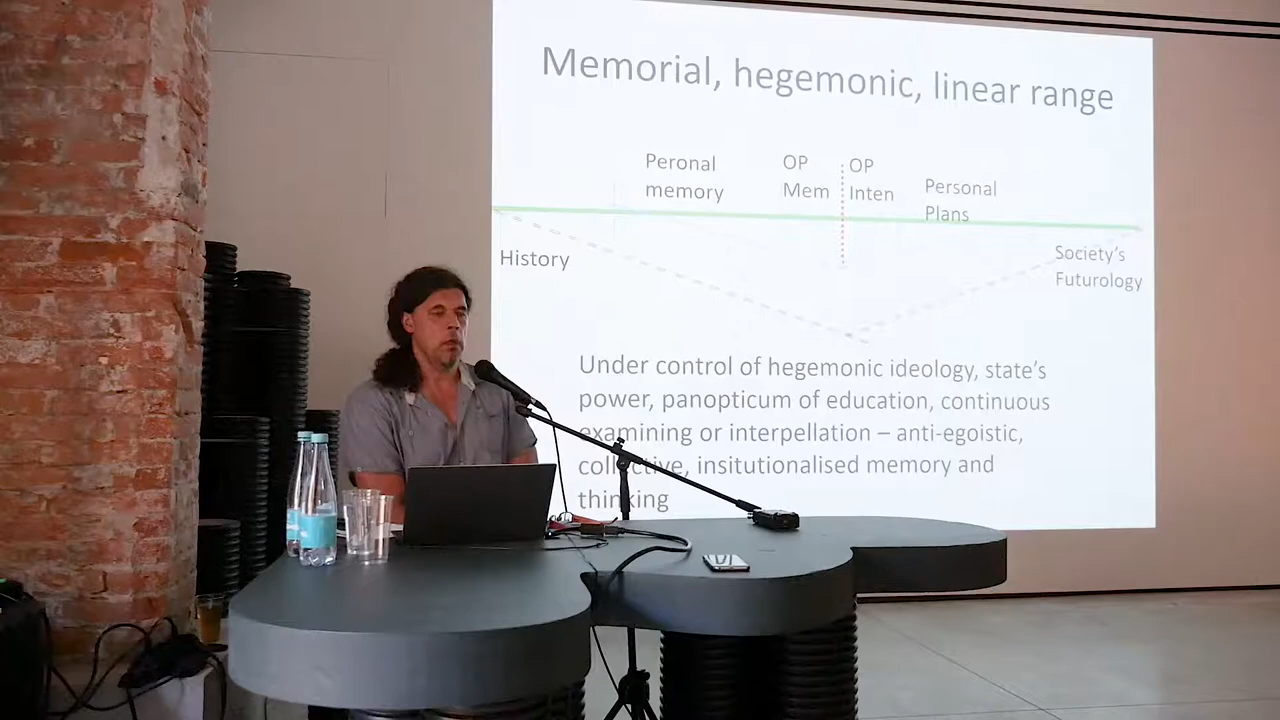 Memorial, hegemonic, linear range
Peronal
memory
OP
Mem
OP
Inten
Personal
Plans
History
Society's
Futurology
Under control of hegemonic ideology, state's
power, panopticum of education, continuous
examining or interpellation – anti-egoistic,
collective, insitutionalised memory and
thinking